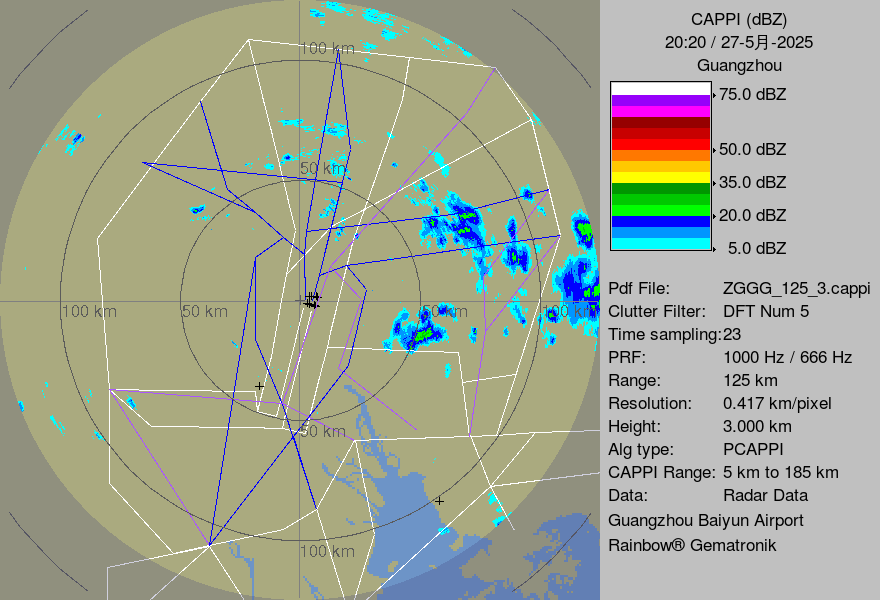 CAPPI (dBZ)
20:20 / 27-5月-2025
Guangzhou
75.0 dBZ
50.0 dBZ
35.0 dBZ
20.0 dBZ
5.0 dBZ
Pdf File: ZGGG_125_3.cappi
Clutter Filter: DFT Num 5
Time sampling:23
PRF: 1000 Hz / 666 Hz
Range: 125 km
Resolution: 0.417 km/pixel
Height: 3.000 km
Alg type: PCAPPI
CAPPI Range: 5 km to 185 km
Data: Radar Data
Guangzhou Baiyun Airport
Rainbow® Gematronik
100 km
50 km
100 km 50 km 50 km 100 km
50 km
100 km